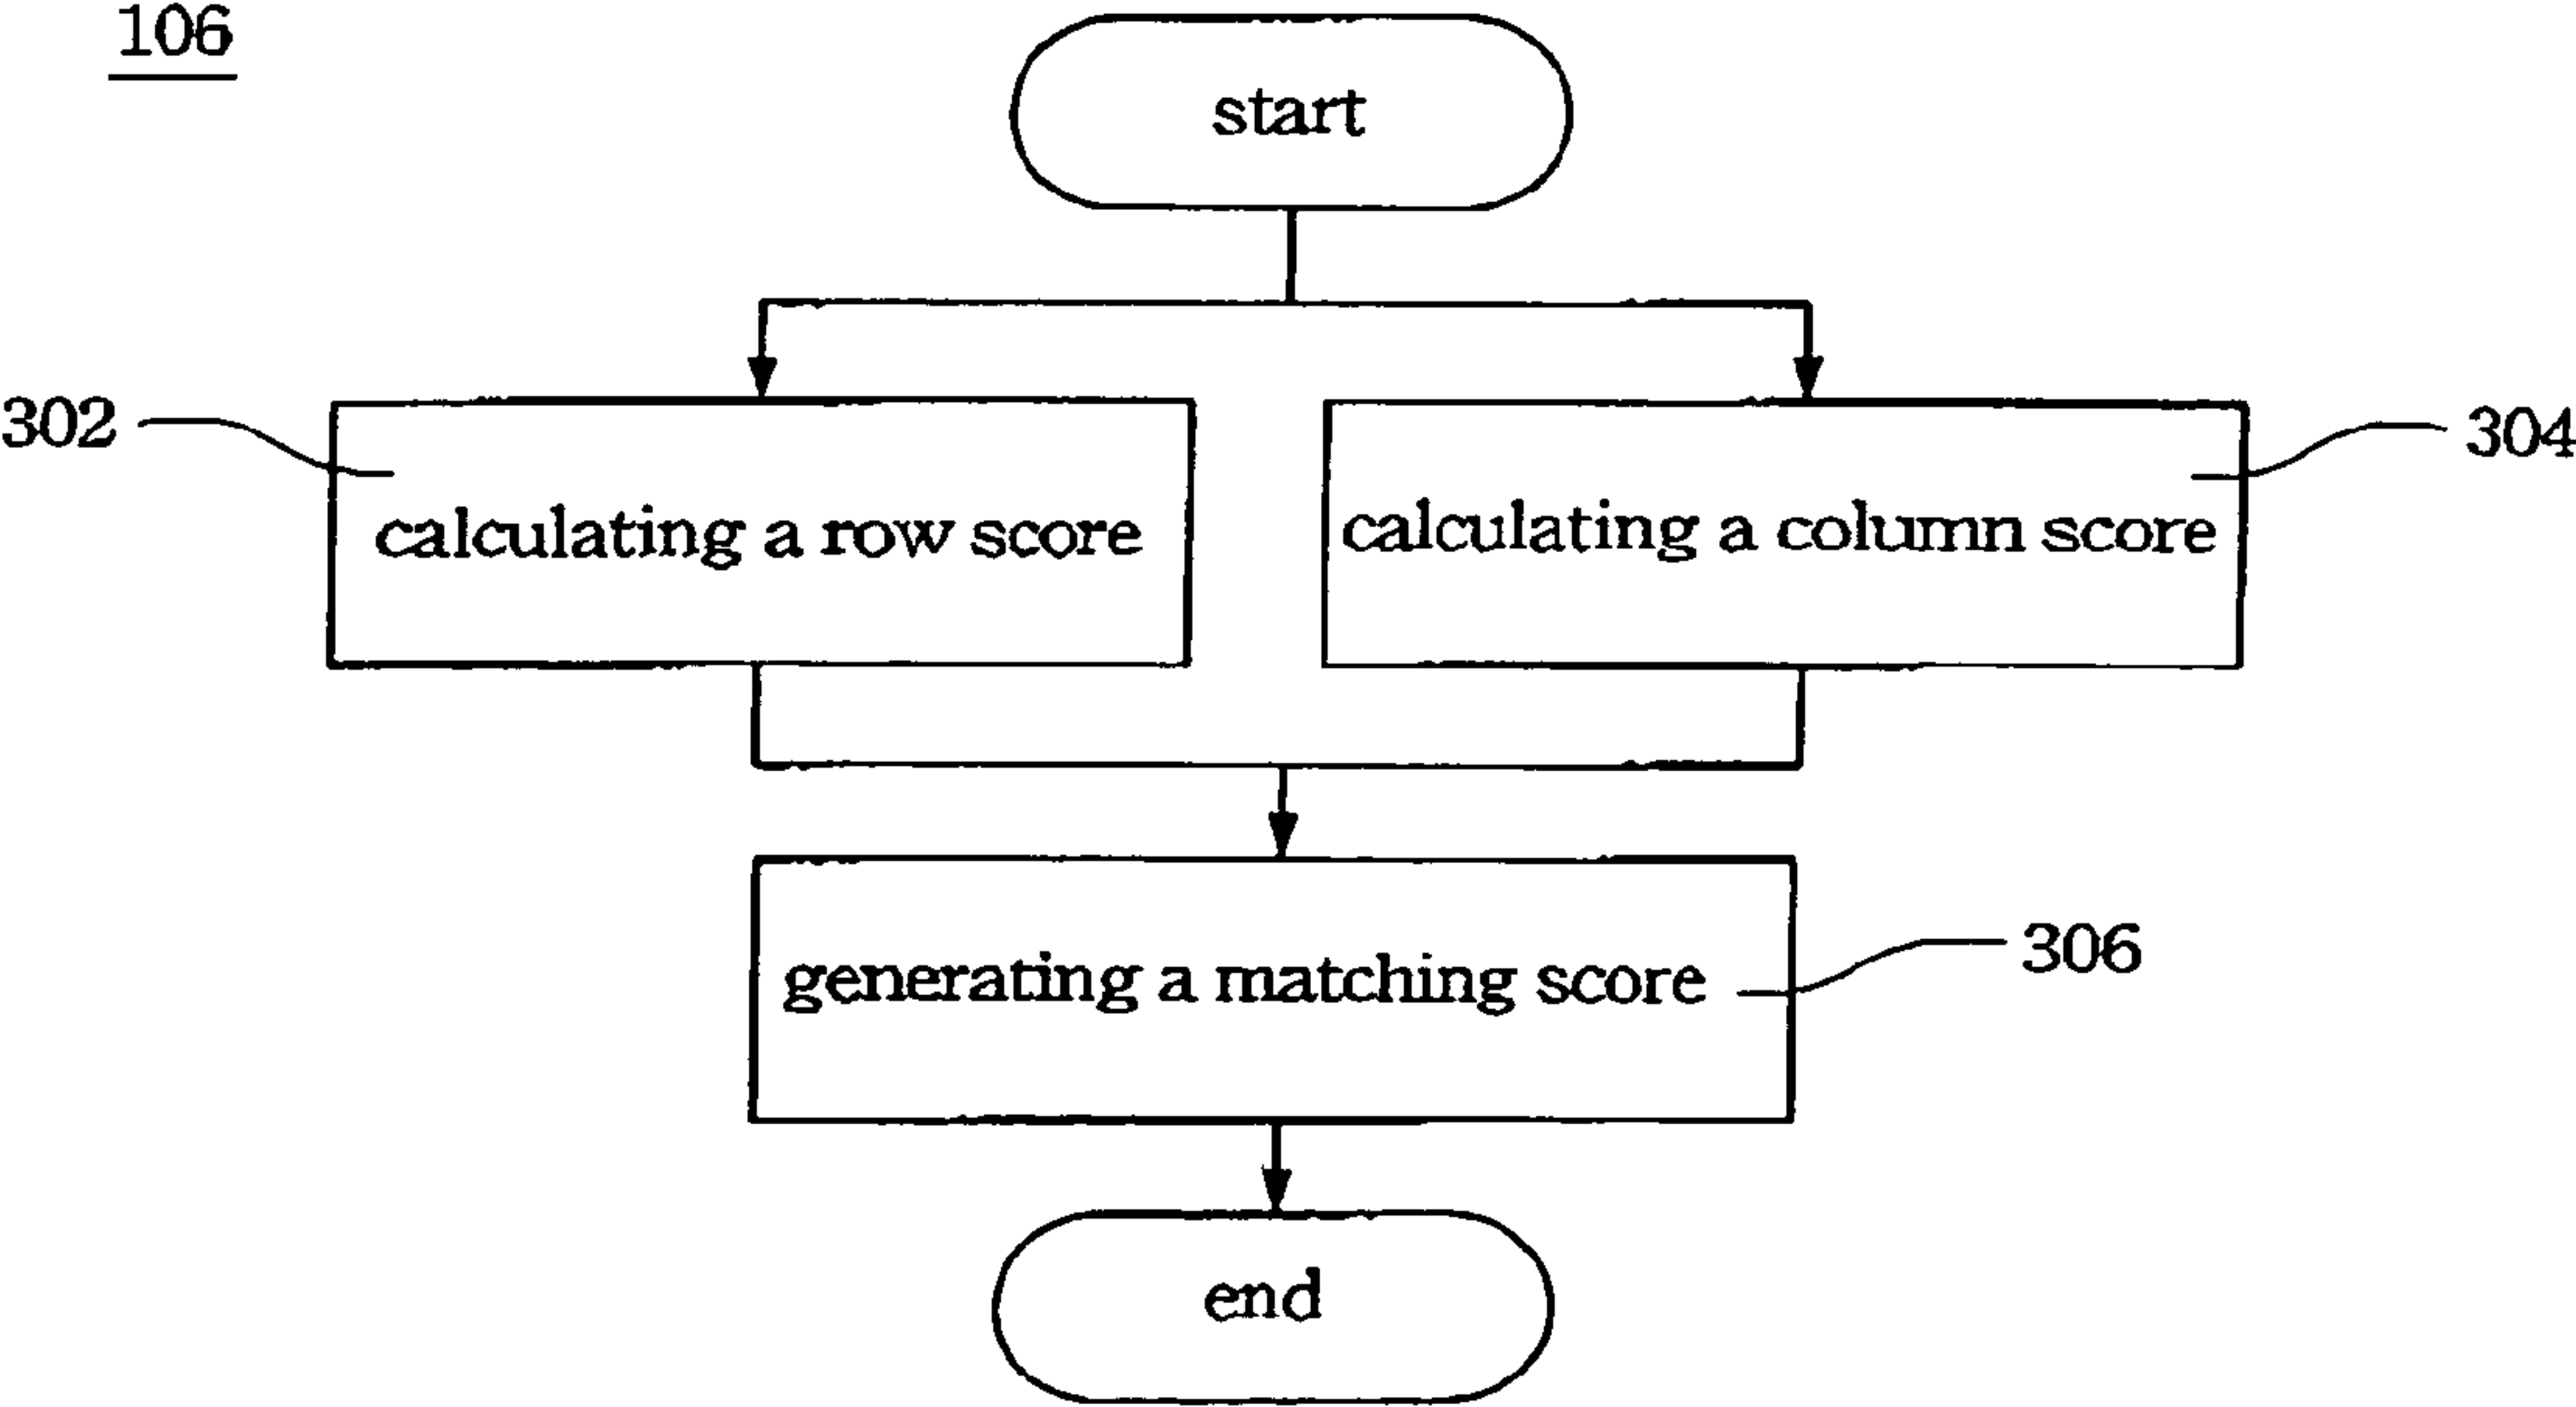 106
start
302
304
calculating a row score
calculating a column score
generating a matching score
306
end